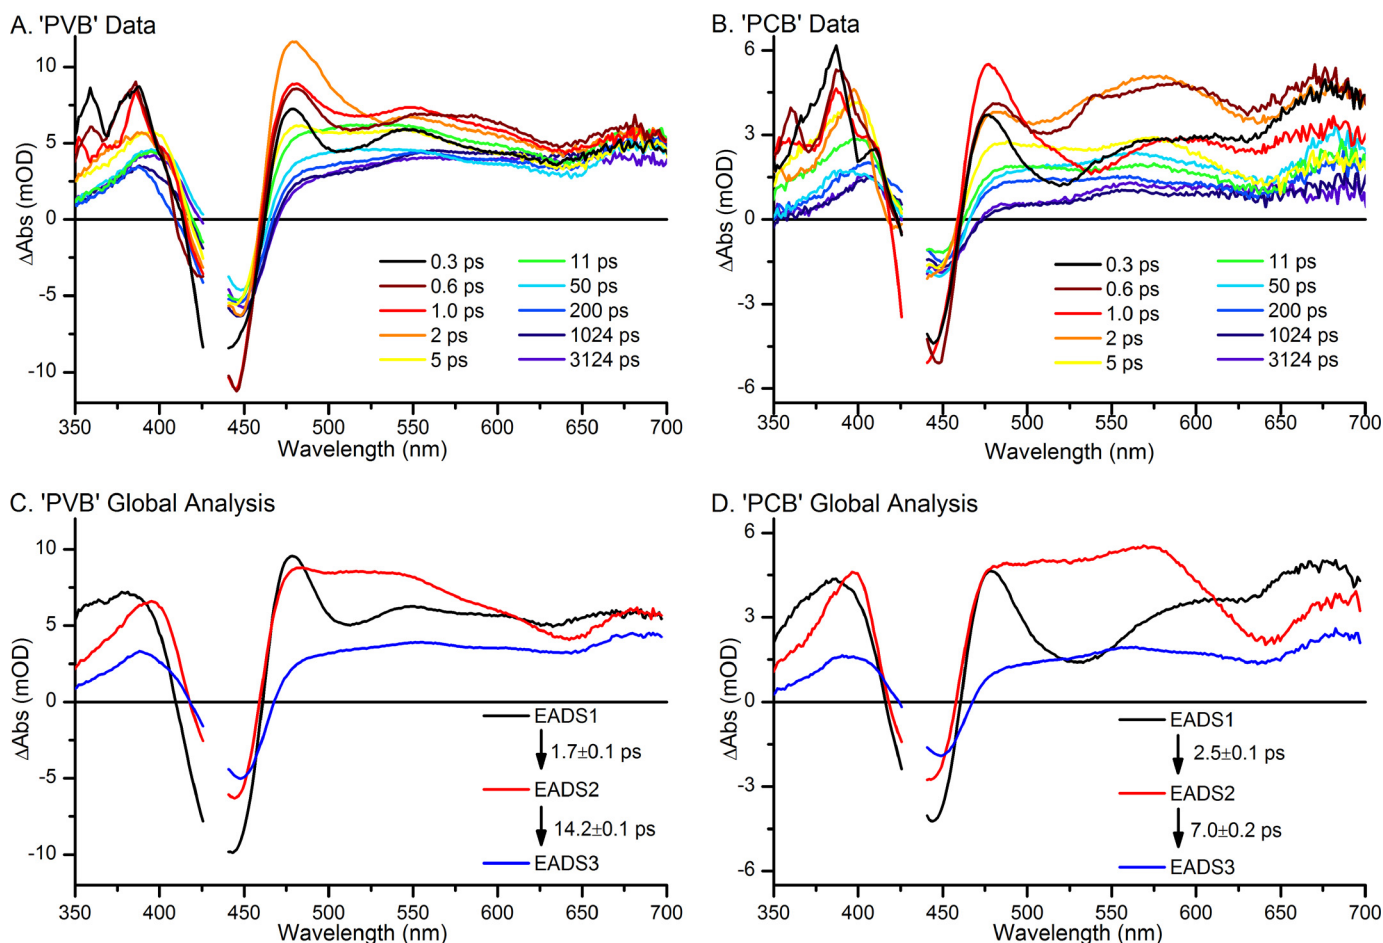 A. 'PVB' Data
10
5
0
-5
-10
ΔAbs (mOD)
0.3 ps
0.6 ps
1.0 ps
2 ps
5 ps
11 ps
50 ps
200 ps
1024 ps
3124 ps
350 400 450 500 550 600 650 700
Wavelength (nm)
B. 'PCB' Data
6
3
0
-3
-6
ΔAbs (mOD)
0.3 ps
0.6 ps
1.0 ps
2 ps
5 ps
11 ps
50 ps
200 ps
1024 ps
3124 ps
350 400 450 500 550 600 650 700
Wavelength (nm)
C. 'PVB' Global Analysis
10
5
0
-5
-10
ΔAbs (mOD)
EADS1
1.7±0.1 ps
EADS2
14.2±0.1 ps
EADS3
350 400 450 500 550 600 650 700
Wavelength (nm)
D. 'PCB' Global Analysis
6
3
0
-3
-6
ΔAbs (mOD)
EADS1
2.5±0.1 ps
EADS2
7.0±0.2 ps
EADS3
350 400 450 500 550 600 650 700
Wavelength (nm)